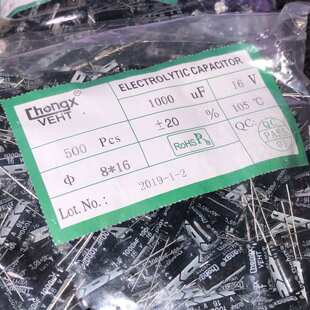 Chongx
VEHT
ELECTROLYTIC CAPACITOR
1000 uF 16 V
500 Pcs ±20 % 105℃
Φ 8*16 RoHS Pb QC:
QC
PASS
Lot.No.: 2019-1-2